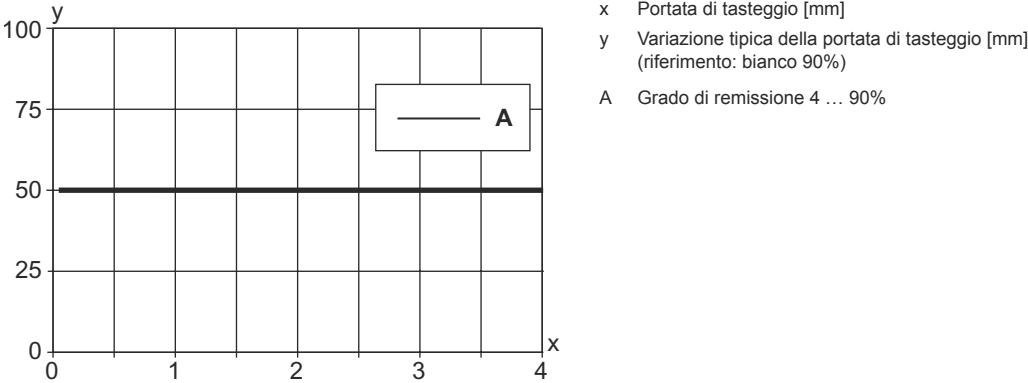 y
100
75
A
50
25
0
x
0 1 2 3 4
x Portata di tasteggio [mm]
y Variazione tipica della portata di tasteggio [mm]
(riferimento: bianco 90%)
A Grado di remissione 4 … 90%